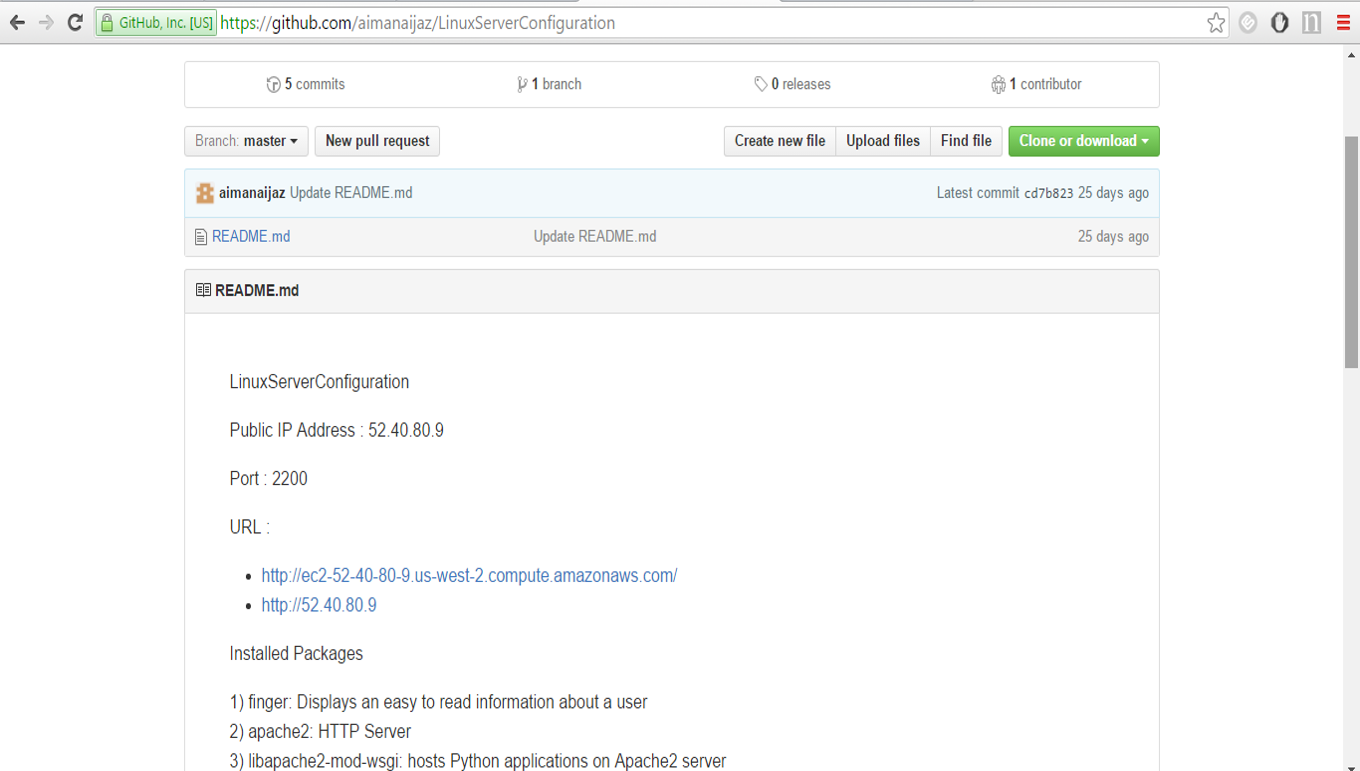 GitHub, Inc. [US] https://github.com/aimanaijaz/LinuxServerConfiguration
5 commits 1 branch 0 releases 1 contributor
Branch: master New pull request Create new file Upload files Find file Clone or download
aimanaijaz Update README.md Latest commit cd7b823 25 days ago
README.md Update README.md 25 days ago
README.md
LinuxServerConfiguration
Public IP Address : 52.40.80.9
Port : 2200
URL :
• http://ec2-52-40-80-9.us-west-2.compute.amazonaws.com/
• http://52.40.80.9
Installed Packages
1) finger: Displays an easy to read information about a user
2) apache2: HTTP Server
3) libapache2-mod-wsgi: hosts Python applications on Apache2 server